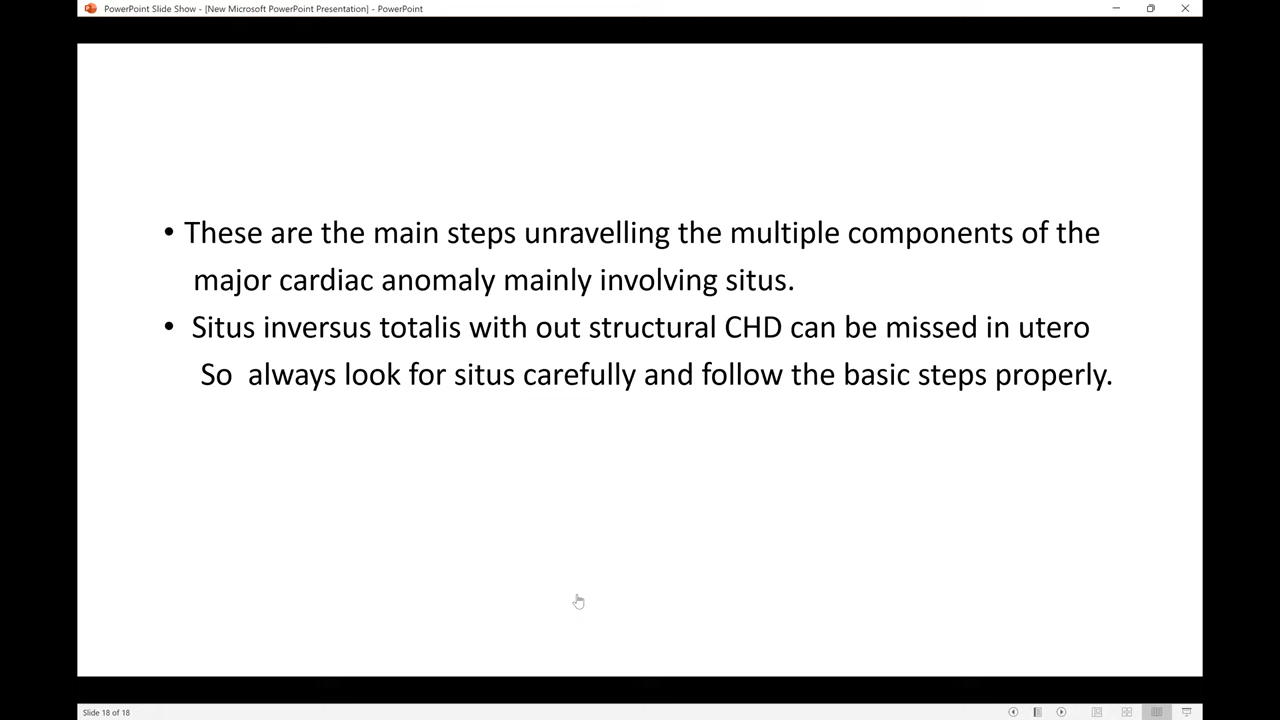 PowerPoint Slide Show - [New Microsoft PowerPoint Presentation] - PowerPoint
• These are the main steps unravelling the multiple components of the
major cardiac anomaly mainly involving situs.
• Situs inversus totalis with out structural CHD can be missed in utero
So always look for situs carefully and follow the basic steps properly.
Slide 18 of 18